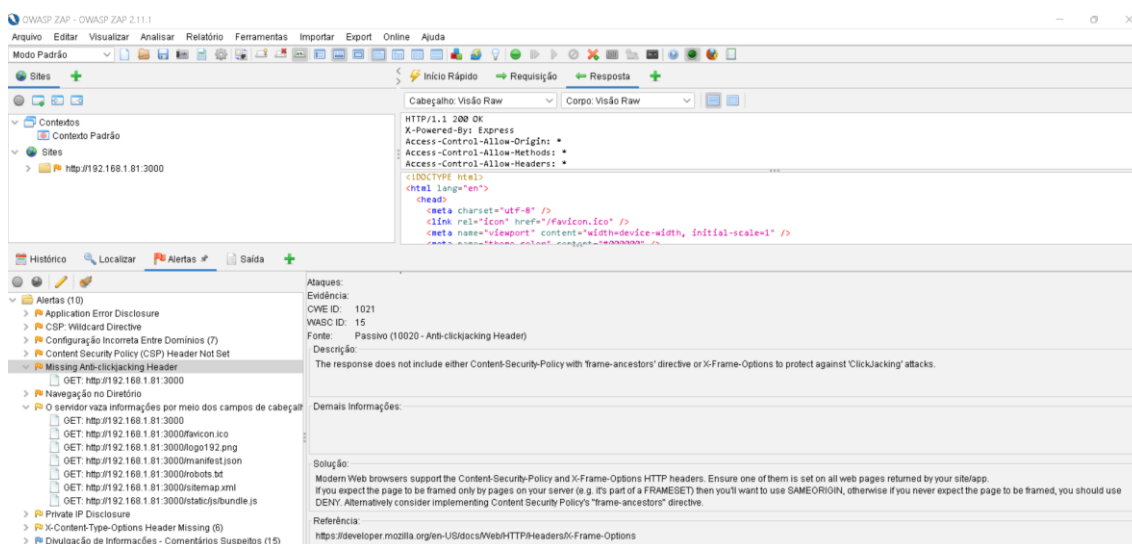 OWASP ZAP - OWASP ZAP 2.11.1
Arquivo Editar Visualizar Analisar Relatório Ferramentas Importar Export Online Ajuda
Modo Padrão
Sites
Início Rápido Requisição Resposta
Cabeçalho: Visão Raw Corpo: Visão Raw
Contextos
Contexto Padrão
Sites
http://192.168.1.81:3000
HTTP/1.1 200 OK
X-Powered-By: Express
Access-Control-Allow-Origin: *
Access-Control-Allow-Methods: *
Access-Control-Allow-Headers: *
<!DOCTYPE html>
<html lang="en">
<head>
<meta charset="utf-8" />
<link rel="icon" href="/favicon.ico" />
<meta name="viewport" content="width=device-width, initial-scale=1" />
<meta name="theme-color" content="#000000" />
Histórico Localizar Alertas Saída
Alertas (10)
Application Error Disclosure
CSP: Wildcard Directive
Configuração Incorreta Entre Domínios (7)
Content Security Policy (CSP) Header Not Set
Missing Anti-clickjacking Header
GET: http://192.168.1.81:3000
Navegação no Diretório
O servidor vaza informações por meio dos campos de cabeçalh
GET: http://192.168.1.81:3000
GET: http://192.168.1.81:3000/favicon.ico
GET: http://192.168.1.81:3000/logo192.png
GET: http://192.168.1.81:3000/manifest.json
GET: http://192.168.1.81:3000/robots.txt
GET: http://192.168.1.81:3000/sitemap.xml
GET: http://192.168.1.81:3000/static/js/bundle.js
Private IP Disclosure
X-Content-Type-Options Header Missing (6)
Divulgação de Informações - Comentários Suspeitos (15)
Ataques:
Evidência:
CWE ID: 1021
WASC ID: 15
Fonte: Passivo (10020 - Anti-clickjacking Header)
Descrição:
The response does not include either Content-Security-Policy with 'frame-ancestors' directive or X-Frame-Options to protect against 'ClickJacking' attacks.
Demais Informações:
Solução:
Modern Web browsers support the Content-Security-Policy and X-Frame-Options HTTP headers. Ensure one of them is set on all web pages returned by your site/app.
If you expect the page to be framed only by pages on your server (e.g. it's part of a FRAMESET) then you'll want to use SAMEORIGIN, otherwise if you never expect the page to be framed, you should use
DENY. Alternatively consider implementing Content Security Policy's "frame-ancestors" directive.
Referência:
https://developer.mozilla.org/en-US/docs/Web/HTTP/Headers/X-Frame-Options